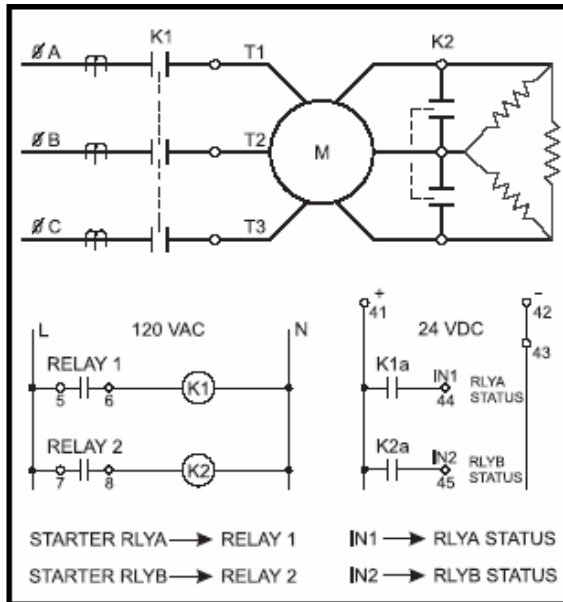 K1 K2
ØA T1
ØB T2 M
ØC T3
+ -
41 42
L 120 VAC N 24 VDC 43
RELAY 1 K1a IN1 RLYA STATUS
5 6 K1 44
RELAY 2 K2a IN2 RLYB STATUS
7 8 K2 45
STARTER RLYA → RELAY 1 IN1 → RLYA STATUS
STARTER RLYB → RELAY 2 IN2 → RLYB STATUS